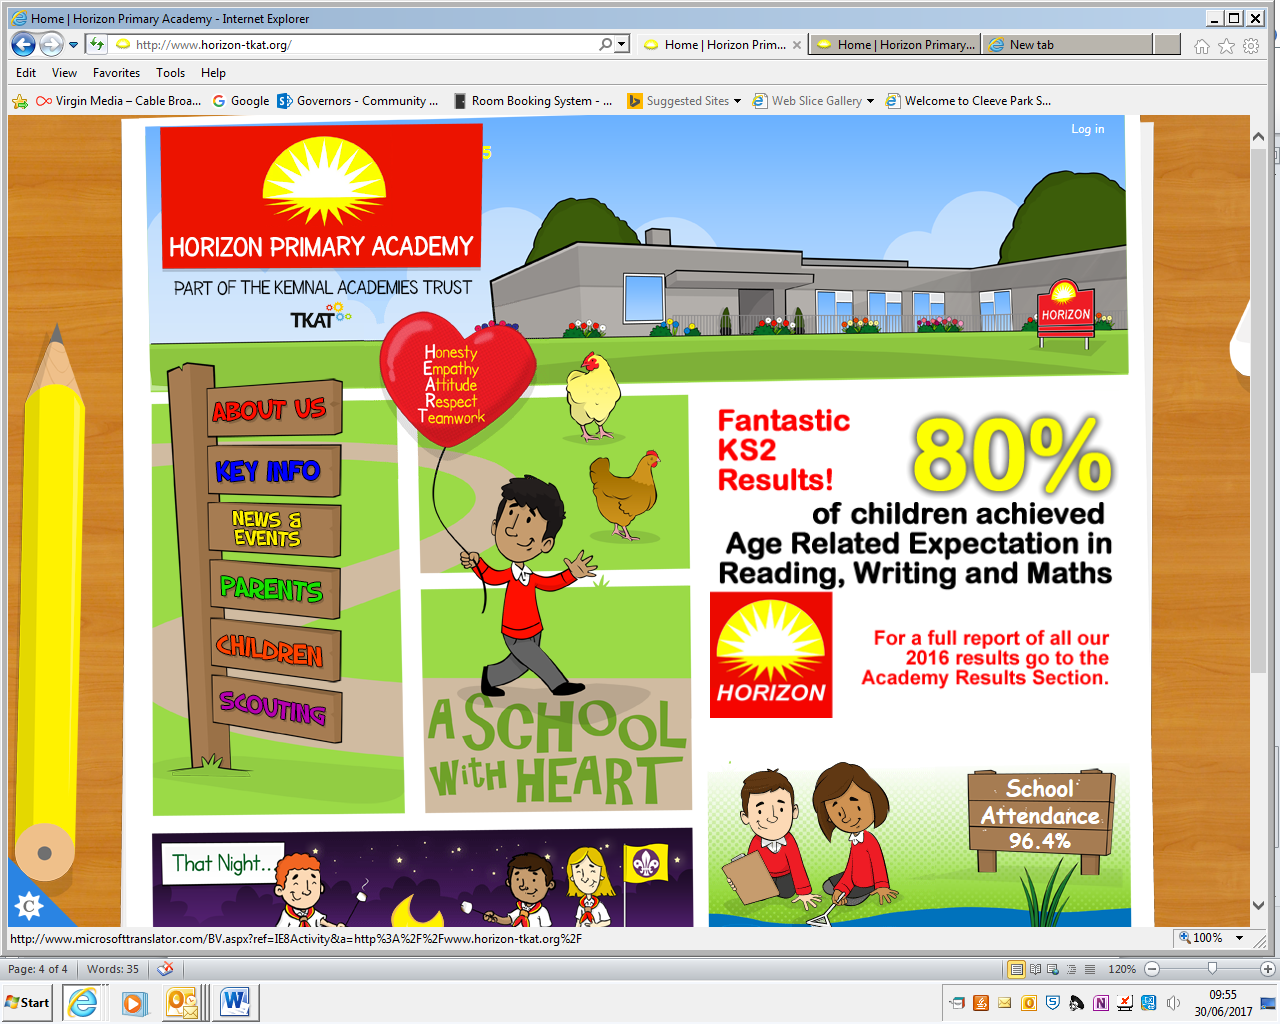 Home | Horizon Primary Academy - Internet Explorer
http://www.horizon-tkat.org/
Home | Horizon Prim...
Home | Horizon Primary...
New tab
Edit View Favorites Tools Help
Virgin Media – Cable Broa...
Google
Governors - Community ...
Room Booking System - ...
Suggested Sites
Web Slice Gallery
Welcome to Cleeve Park S...
Log in
5
HORIZON PRIMARY ACADEMY
PART OF THE KEMNAL ACADEMIES TRUST
TKAT
HORIZON
Honesty
Empathy
Attitude
Respect
Teamwork
ABOUT US
KEY INFO
NEWS &
EVENTS
PARENTS
CHILDREN
SCOUTING
A SCHOOL
WITH HEART
Fantastic
KS2
Results!
80%
of children achieved
Age Related Expectation in
Reading, Writing and Maths
HORIZON
For a full report of all our
2016 results go to the
Academy Results Section.
School
Attendance
96.4%
That Night...
http://www.microsofttranslator.com/BV.aspx?ref=IE8Activity&a=http%3A%2F%2Fwww.horizon-tkat.org%2F
100%
Page: 4 of 4
Words: 35
120%
Start
09:55
30/06/2017